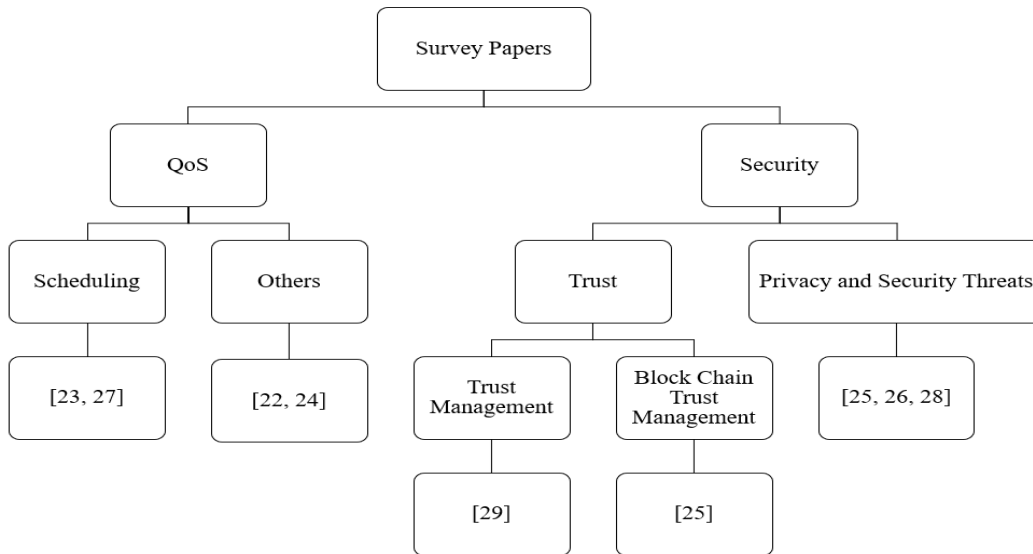 Survey Papers
QoS
Security
Scheduling
Others
Trust
Privacy and Security Threats
[23, 27]
[22, 24]
Trust
Management
Block Chain
Trust
Management
[25, 26, 28]
[29]
[25]